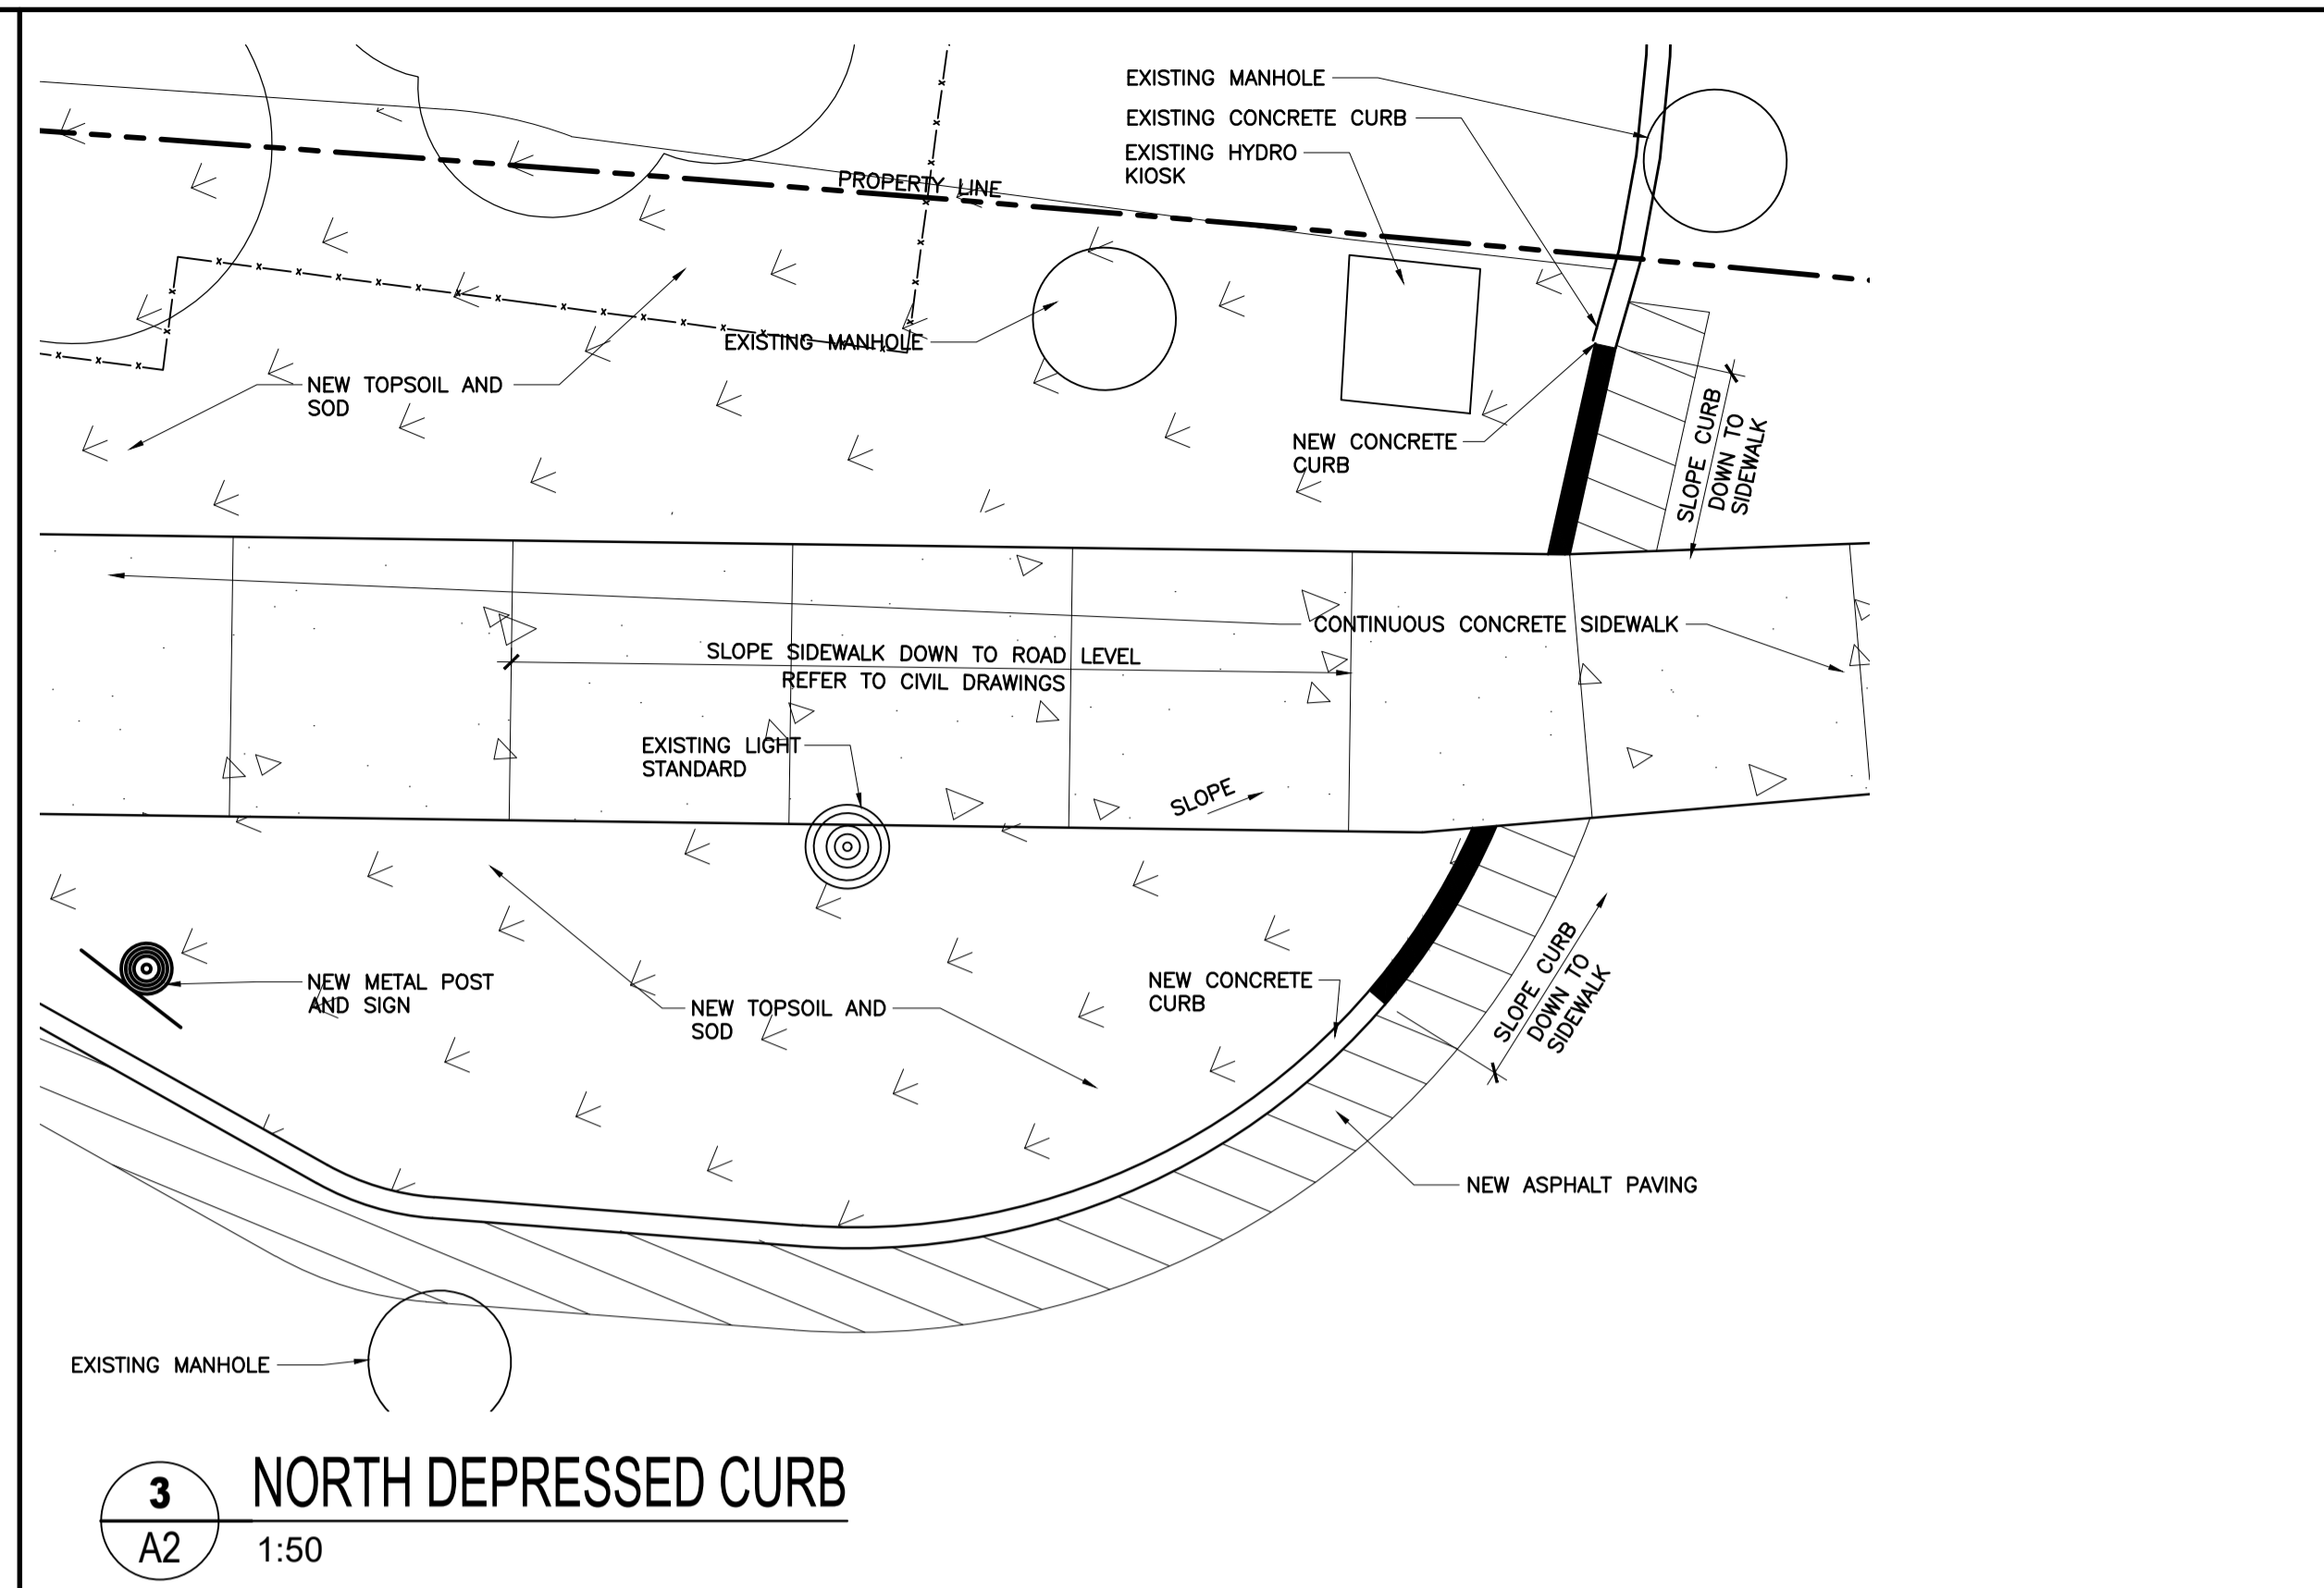 EXISTING MANHOLE
EXISTING CONCRETE CURB
EXISTING HYDRO
KIOSK
PROPERTY LINE
EXISTING MANHOLE
NEW TOPSOIL AND
SOD
NEW CONCRETE
CURB
SLOPE CURB
DOWN TO
SIDEWALK
CONTINUOUS CONCRETE SIDEWALK
SLOPE SIDEWALK DOWN TO ROAD LEVEL
REFER TO CIVIL DRAWINGS
EXISTING LIGHT
STANDARD
SLOPE
NEW METAL POST
AND SIGN
NEW TOPSOIL AND
SOD
NEW CONCRETE
CURB
SLOPE CURB
DOWN TO
SIDEWALK
NEW ASPHALT PAVING
EXISTING MANHOLE
3
A2
NORTH DEPRESSED CURB
1:50